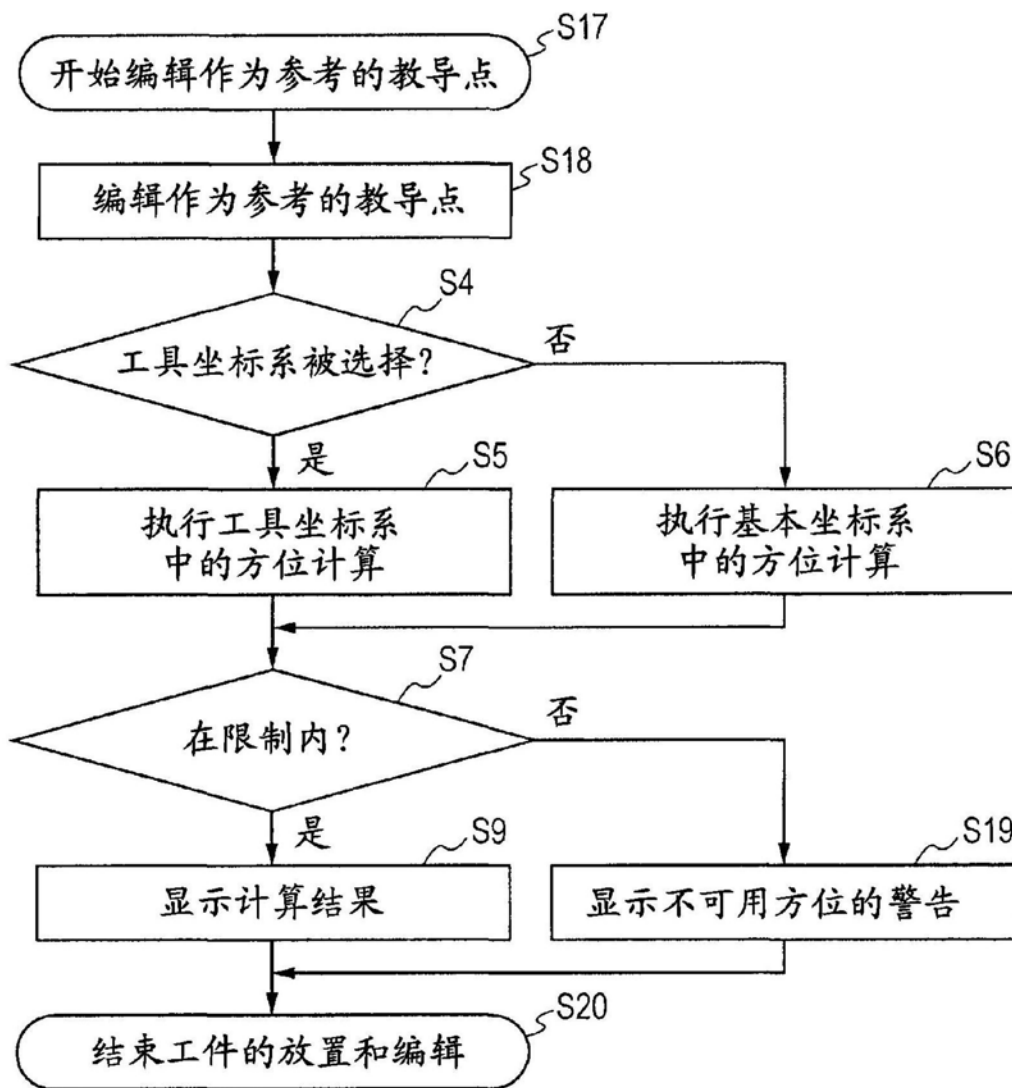 S17
开始编辑作为参考的教导点
S18
编辑作为参考的教导点
S4
工具坐标系被选择？
否
是
S5
执行工具坐标系
中的方位计算
S6
执行基本坐标系
中的方位计算
S7
在限制内？
否
是
S9
显示计算结果
S19
显示不可用方位的警告
S20
结束工件的放置和编辑